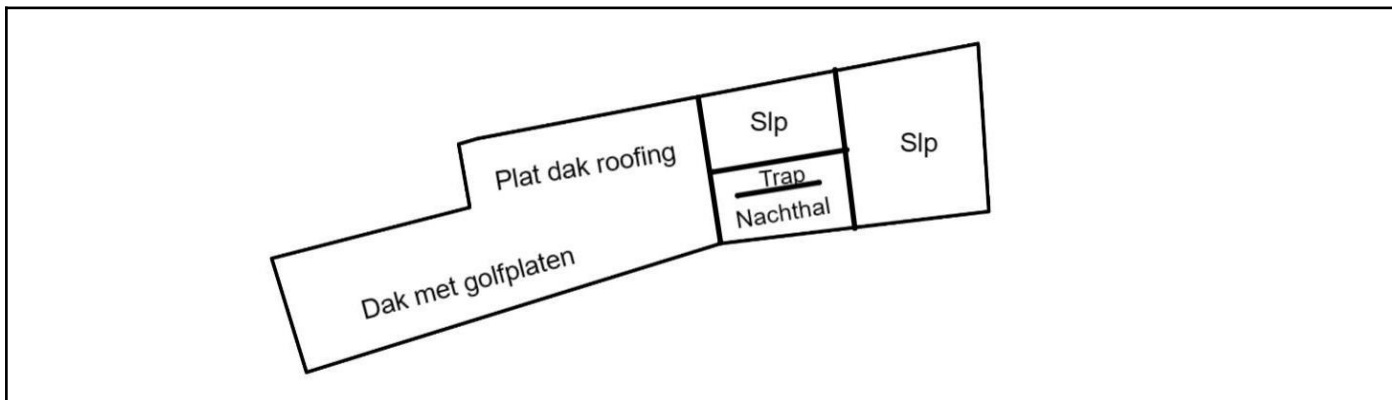 Slp
Slp
Plat dak roofing
Trap
Nachthal
Dak met golfplaten